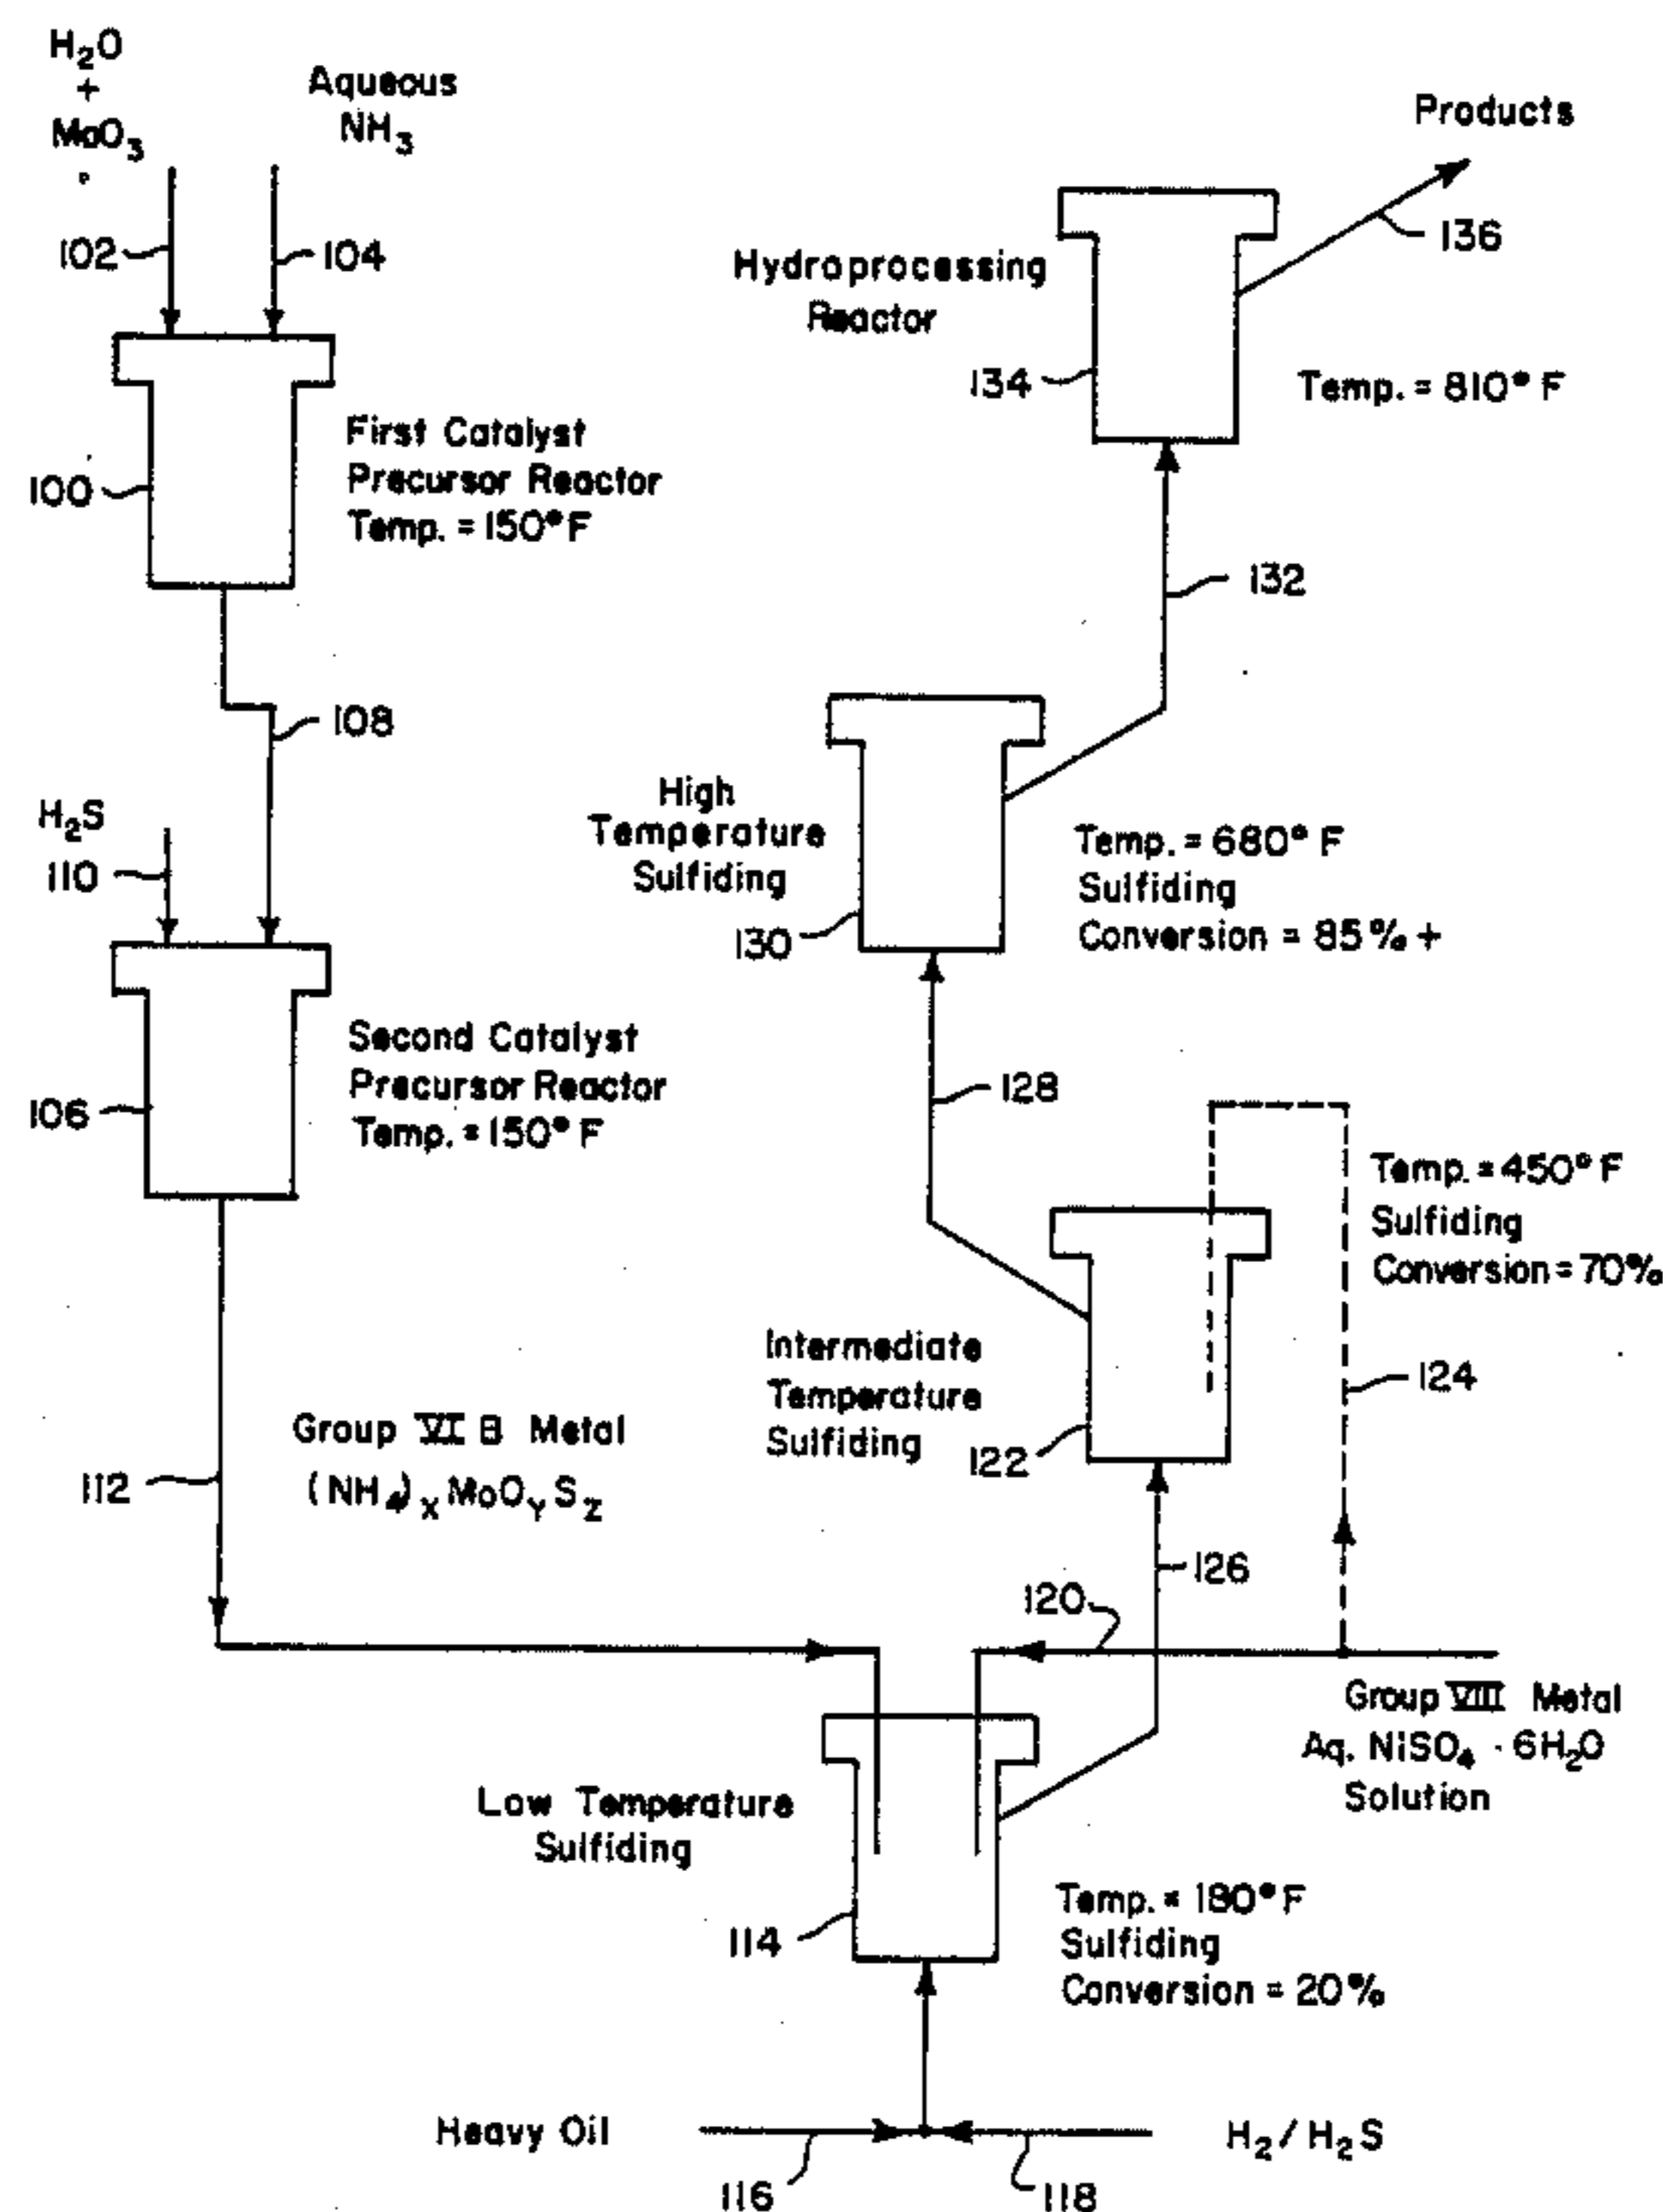 H₂O
+
MoO₃
Aqueous
NH₃
102
104
First Catalyst
Precursor Reactor
Temp. = 150° F
100
108
H₂S
110
Second Catalyst
Precursor Reactor
Temp. = 150° F
106
112
Group VI B Metal
(NH₄)ₓ MoO_Y S_Z
Products
136
Hydroprocessing
Reactor
134
Temp. = 810° F
132
High
Temperature
Sulfiding
130
Temp. = 680° F
Sulfiding
Conversion = 85% +
128
Temp. = 450° F
Sulfiding
Conversion = 70%
Intermediate
Temperature
Sulfiding
122
124
126
120
Group VIII Metal
Aq. NiSO₄ · 6H₂O
Solution
Low Temperature
Sulfiding
114
Temp. = 180° F
Sulfiding
Conversion = 20%
Heavy Oil
116
118
H₂ / H₂S